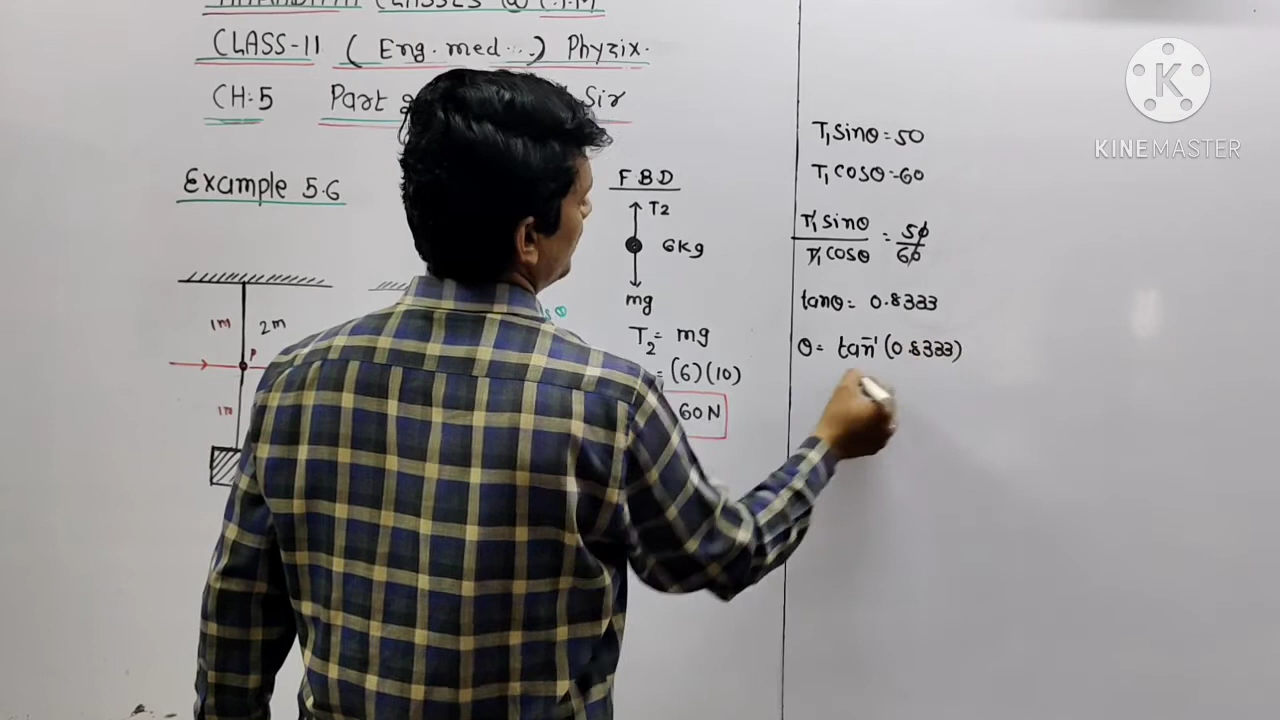 CLASSES @
CLASS-11 ( Eng. med... ) Phyzix.
CH:5 Part Sir
Example 5.6
1m 2m
P
1m
θ
F B D
T2
6Kg
mg
T2 = mg
= (6)(10)
60N
T1 sinθ = 50
T1 cosθ = 60
T1 sinθ / T1 cosθ = 50 / 60
tanθ = 0.8333
θ = tan⁻¹ (0.8333)
K
KINEMASTER